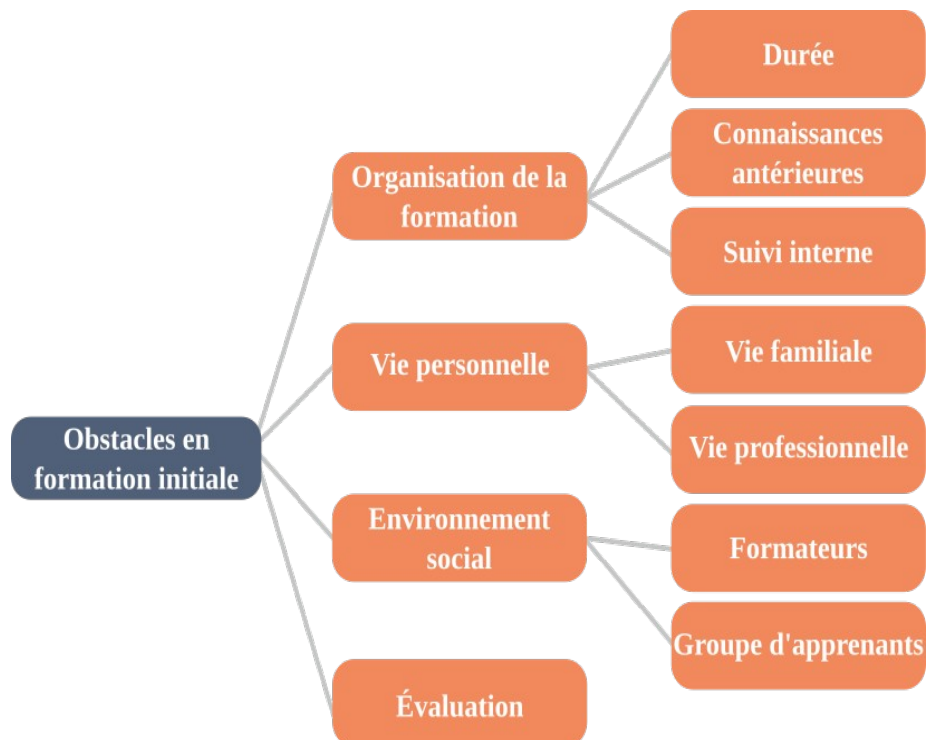 Obstacles en
formation initiale
Organisation de la
formation
Durée
Connaissances
antérieures
Suivi interne
Vie personnelle
Vie familiale
Vie professionnelle
Environnement
social
Formateurs
Groupe d'apprenants
Évaluation